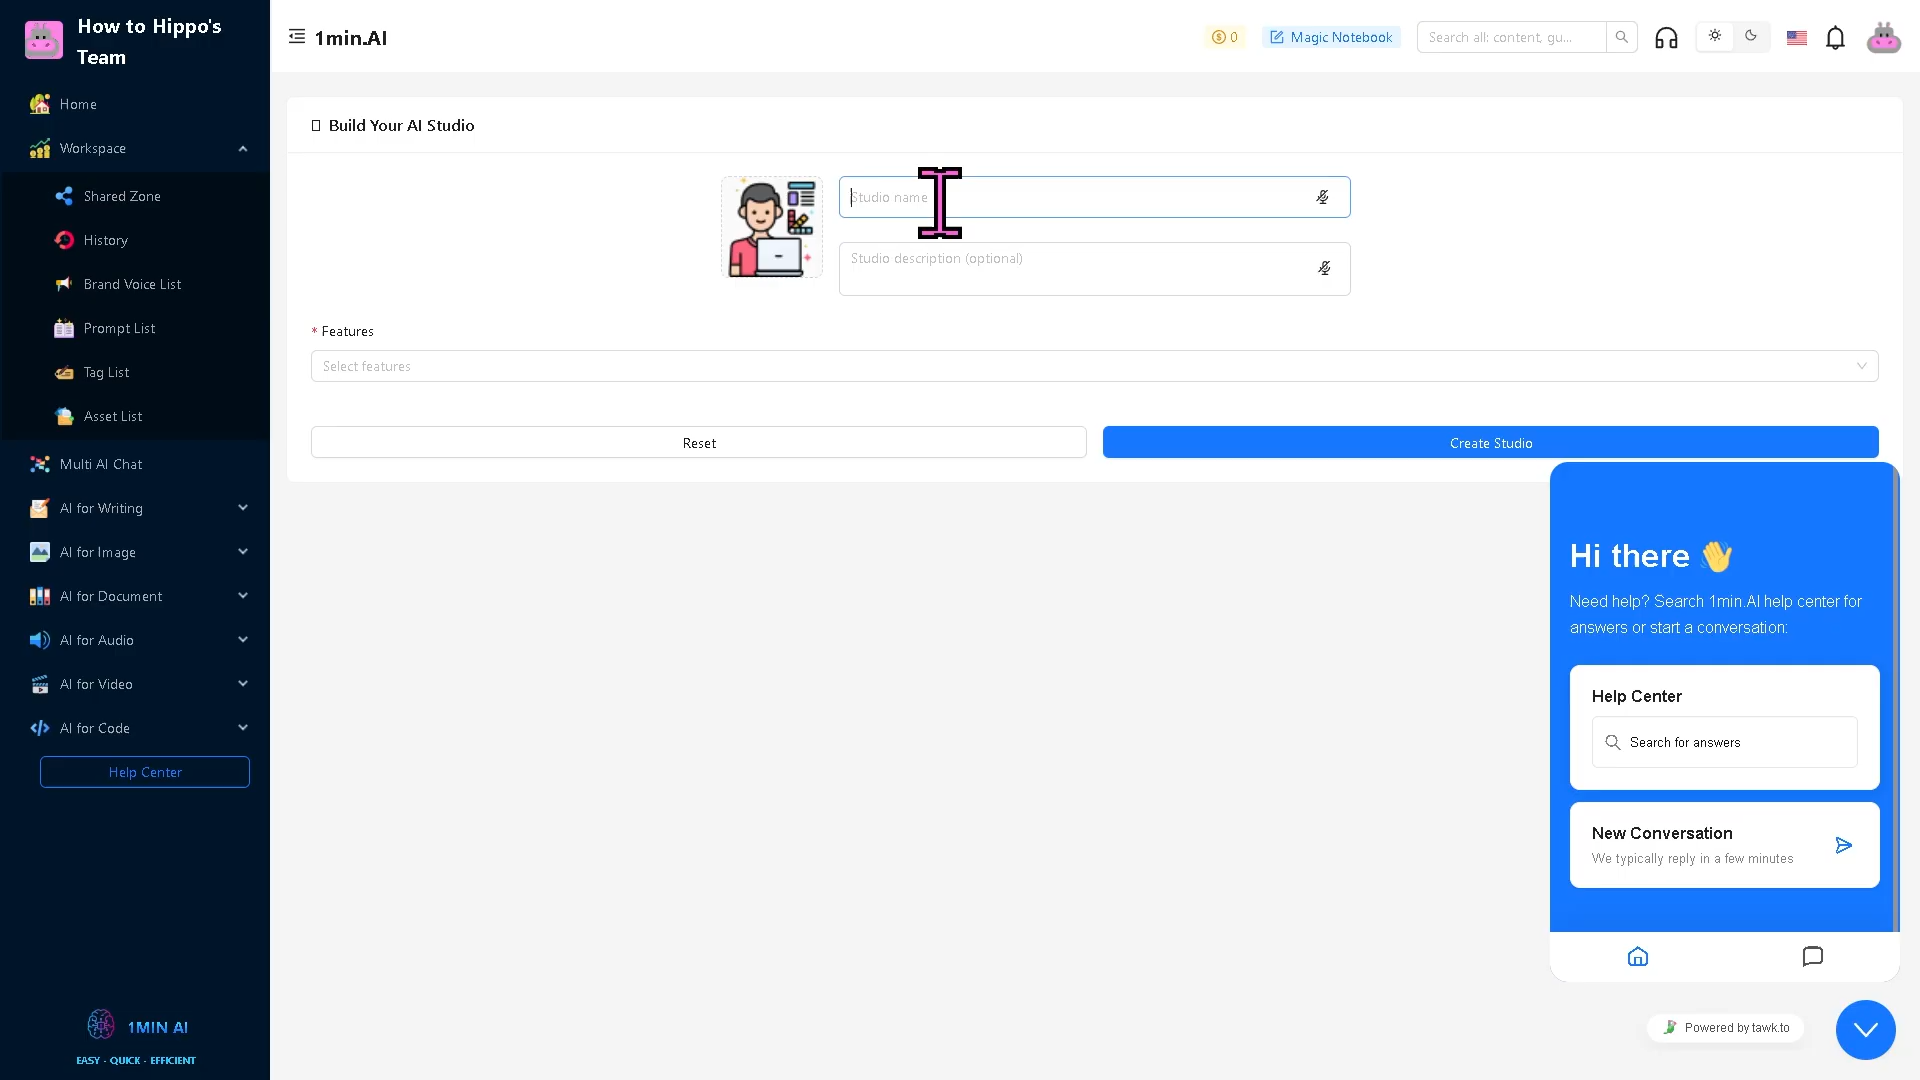 How to Hippo's
Team
Home
Workspace
Shared Zone
History
Brand Voice List
Prompt List
Tag List
Asset List
Multi AI Chat
AI for Writing
AI for Image
AI for Document
AI for Audio
AI for Video
AI for Code
Help Center
1MIN AI
EASY - QUICK - EFFICIENT
1min.AI
0
Magic Notebook
Search all: content, gu...
Build Your AI Studio
Studio name
Studio description (optional)
* Features
Select features
Reset
Create Studio
Hi there 👋
Need help? Search 1min.AI help center for
answers or start a conversation:
Help Center
Search for answers
New Conversation
We typically reply in a few minutes
Powered by tawk.to